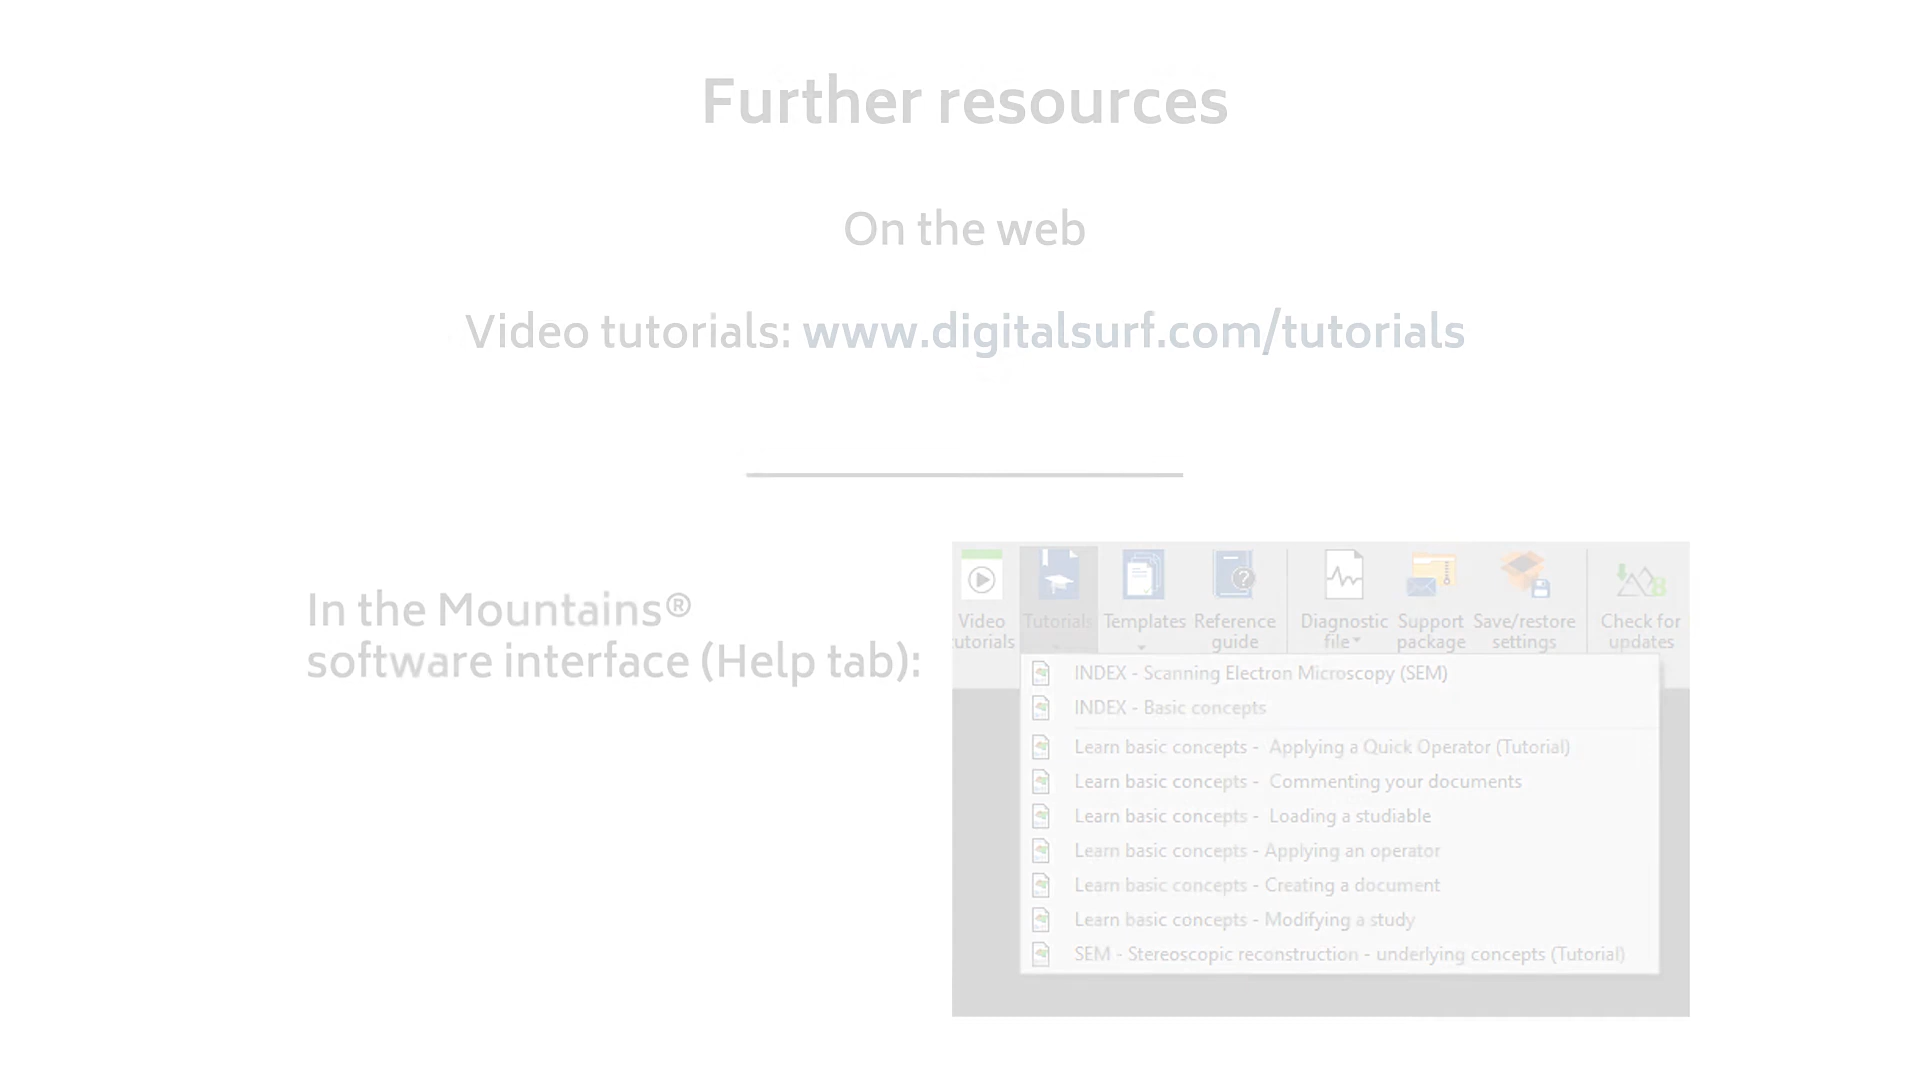 Further resources
On the web
Video tutorials: www.digitalsurf.com/tutorials
In the Mountains®
software interface (Help tab):
Video
tutorials
Tutorials
Templates
Reference
guide
Diagnostic
file
Support
package
Save/restore
settings
Check for
updates
INDEX - Scanning Electron Microscopy (SEM)
INDEX - Basic concepts
Learn basic concepts - Applying a Quick Operator (Tutorial)
Learn basic concepts - Commenting your documents
Learn basic concepts - Loading a studiable
Learn basic concepts - Applying an operator
Learn basic concepts - Creating a document
Learn basic concepts - Modifying a study
SEM - Stereoscopic reconstruction - underlying concepts (Tutorial)